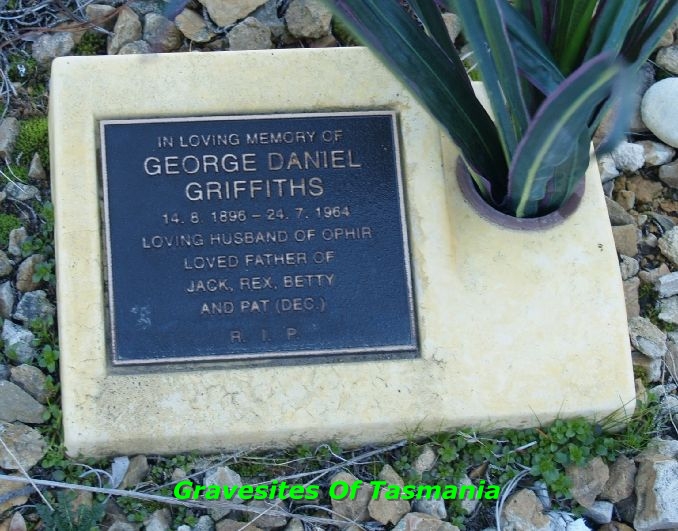 IN LOVING MEMORY OF
GEORGE DANIEL
GRIFFITHS
14. 8. 1896 – 24. 7. 1964
LOVING HUSBAND OF OPHIR
LOVED FATHER OF
JACK, REX, BETTY
AND PAT (DEC.)
R. I. P.
Gravesites Of Tasmania